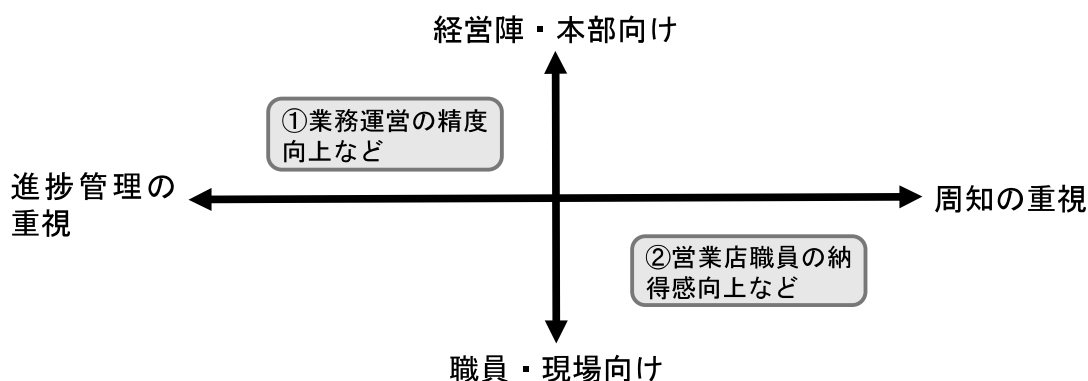 経営陣・本部向け
①業務運営の精度
向上など
進捗管理の
重視
周知の重視
②営業店職員の納
得感向上など
職員・現場向け